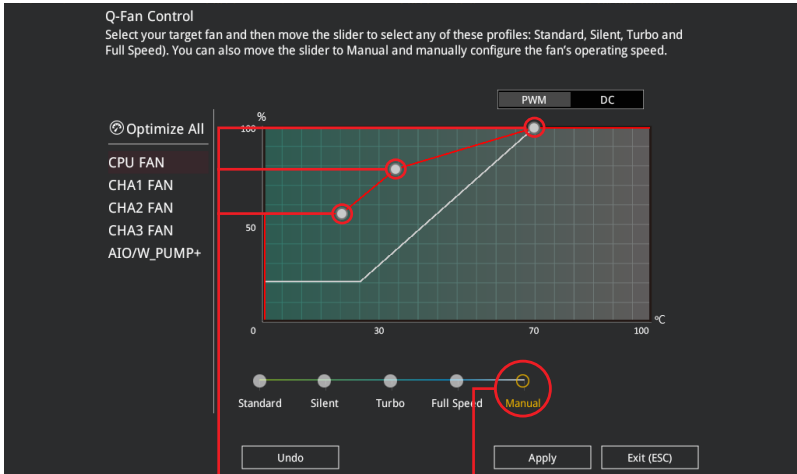 Q-Fan Control
Select your target fan and then move the slider to select any of these profiles: Standard, Silent, Turbo and
Full Speed). You can also move the slider to Manual and manually configure the fan's operating speed.
PWM DC
Optimize All
%
100
CPU FAN
CHA1 FAN
CHA2 FAN
50
CHA3 FAN
AIO/W_PUMP+
ºC
0 30 70 100
Standard Silent Turbo Full Speed Manual
Undo Apply Exit (ESC)